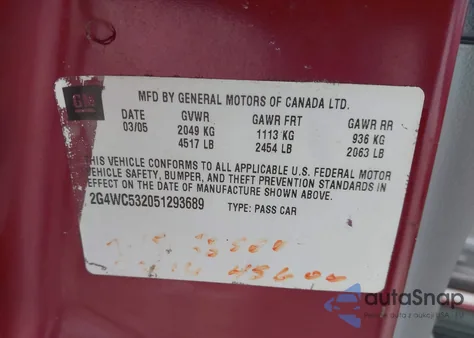 GM
MFD BY GENERAL MOTORS OF CANADA LTD.
DATE GVWR GAWR FRT GAWR RR
03/05 2049 KG 1113 KG 936 KG
4517 LB 2454 LB 2063 LB
THIS VEHICLE CONFORMS TO ALL APPLICABLE U.S. FEDERAL MOTOR
VEHICLE SAFETY, BUMPER, AND THEFT PREVENTION STANDARDS IN
EFFECT ON THE DATE OF MANUFACTURE SHOWN ABOVE.
2G4WC532051293689 TYPE: PASS CAR
autaSnap